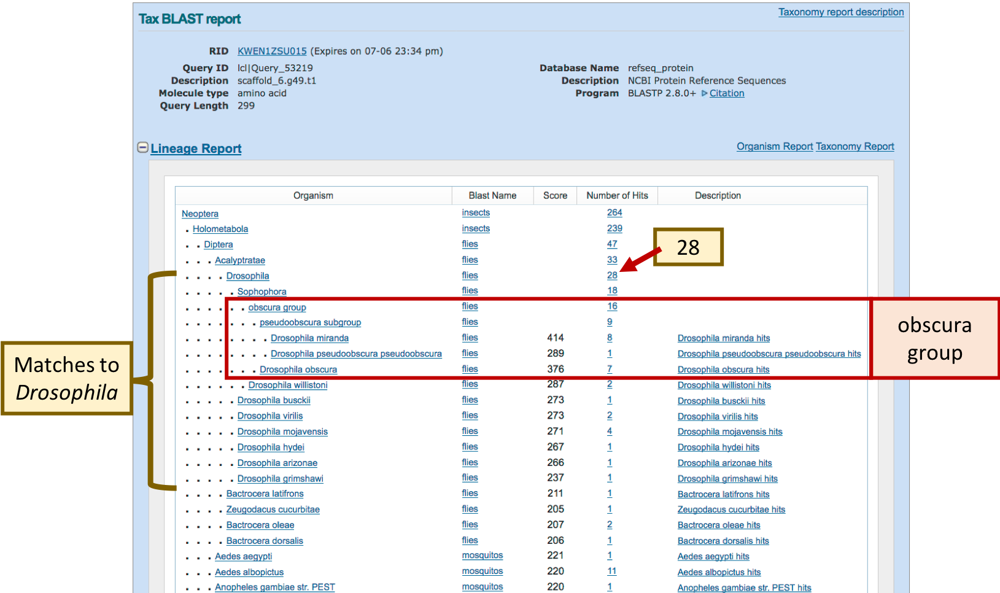 Tax BLAST report
Taxonomy report description
RID KWEN1ZSU015 (Expires on 07-06 23:34 pm)
Query ID lcl|Query_53219
Description scaffold_6.g49.t1
Molecule type amino acid
Query Length 299
Database Name refseq_protein
Description NCBI Protein Reference Sequences
Program BLASTP 2.8.0+ Citation
Lineage Report
Organism Report Taxonomy Report
Organism Blast Name Score Number of Hits Description
Neoptera insects 264
. Holometabola insects 239
. . Diptera flies 47
. . . Acalyptratae flies 33
28
. . . . Drosophila flies 28
. . . . . Sophophora flies 18
. . . . . . obscura group flies 16
. . . . . . . pseudoobscura subgroup flies 9
. . . . . . . . Drosophila miranda flies 414 8 Drosophila miranda hits
. . . . . . . . Drosophila pseudoobscura pseudoobscura flies 289 1 Drosophila pseudoobscura pseudoobscura hits
. . . . . . . Drosophila obscura flies 376 7 Drosophila obscura hits
obscura
group
. . . . . . Drosophila willistoni flies 287 2 Drosophila willistoni hits
. . . . . Drosophila busckii flies 273 1 Drosophila busckii hits
. . . . . Drosophila virilis flies 273 2 Drosophila virilis hits
. . . . . Drosophila mojavensis flies 271 4 Drosophila mojavensis hits
. . . . . Drosophila hydei flies 267 1 Drosophila hydei hits
. . . . . Drosophila arizonae flies 266 1 Drosophila arizonae hits
. . . . . Drosophila grimshawi flies 237 1 Drosophila grimshawi hits
Matches to
Drosophila
. . . . Bactrocera latifrons flies 211 1 Bactrocera latifrons hits
. . . . Zeugodacus cucurbitae flies 205 1 Zeugodacus cucurbitae hits
. . . . Bactrocera oleae flies 207 2 Bactrocera oleae hits
. . . . Bactrocera dorsalis flies 206 1 Bactrocera dorsalis hits
. . . Aedes aegypti mosquitos 221 1 Aedes aegypti hits
. . . Aedes albopictus mosquitos 220 11 Aedes albopictus hits
. . . Anopheles gambiae str. PEST mosquitos 220 1 Anopheles gambiae str. PEST hits